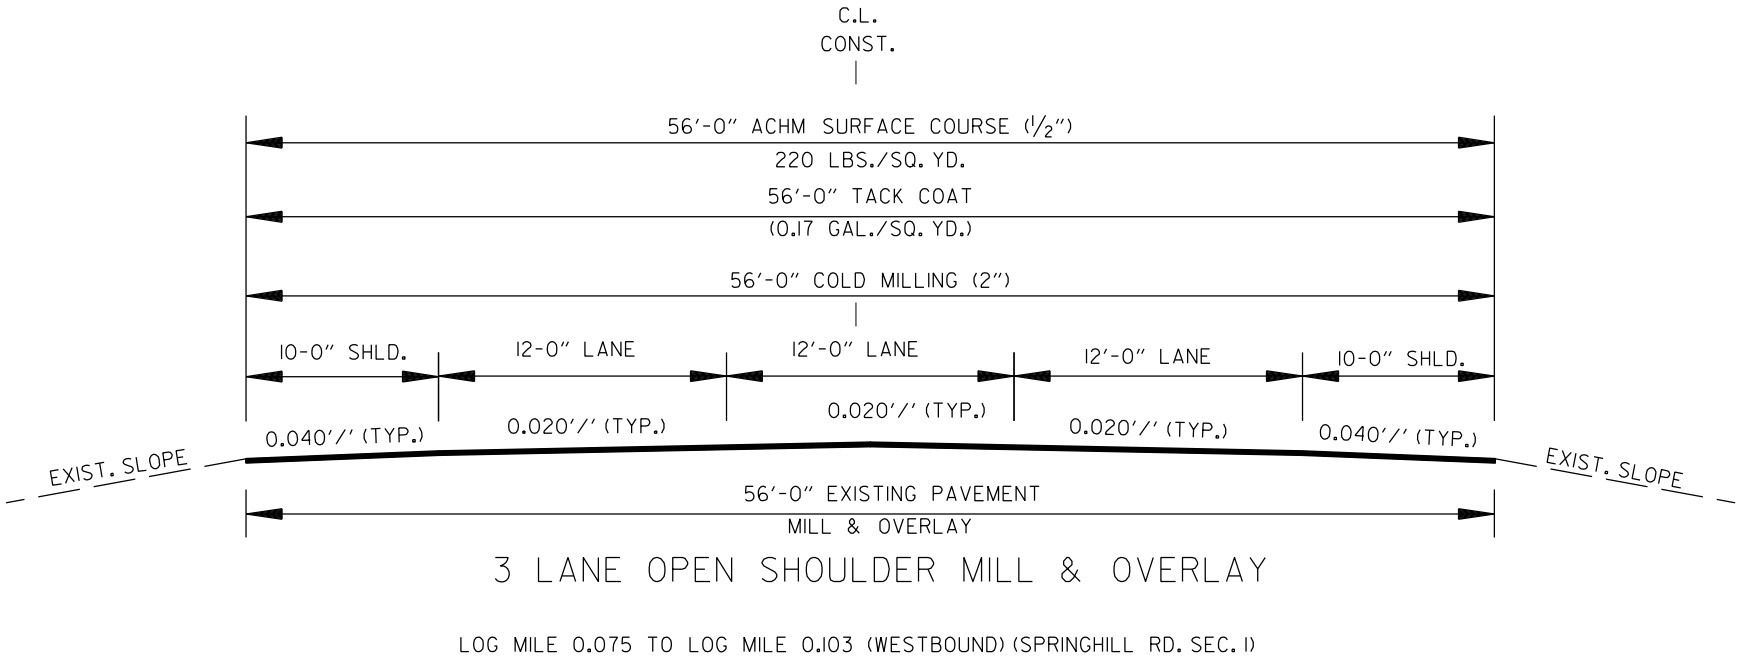 C.L.
CONST.
56'-0" ACHM SURFACE COURSE (1/2")
220 LBS./SQ. YD.
56'-0" TACK COAT
(0.17 GAL./SQ. YD.)
56'-0" COLD MILLING (2")
10-0" SHLD. 12-0" LANE 12'-0" LANE 12'-0" LANE 10-0" SHLD.
0.040'/' (TYP.) 0.020'/' (TYP.) 0.020'/' (TYP.) 0.020'/' (TYP.) 0.040'/' (TYP.)
EXIST. SLOPE EXIST. SLOPE
56'-0" EXISTING PAVEMENT
MILL & OVERLAY
3 LANE OPEN SHOULDER MILL & OVERLAY
LOG MILE 0.075 TO LOG MILE 0.103 (WESTBOUND) (SPRINGHILL RD. SEC. 1)